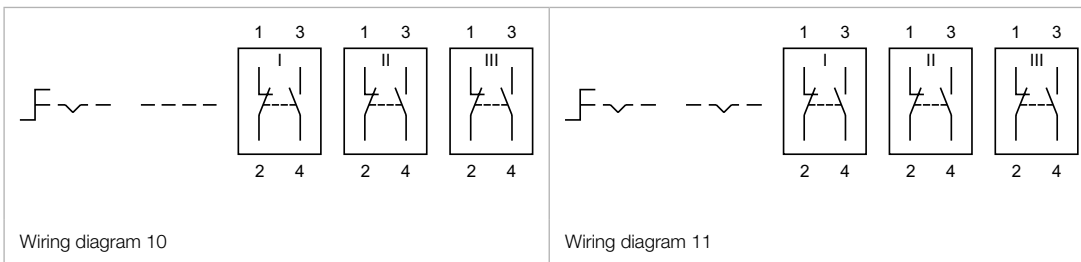 1 3 1 3 1 3
I II III
2 4 2 4 2 4
Wiring diagram 10
1 3 1 3 1 3
I II III
2 4 2 4 2 4
Wiring diagram 11